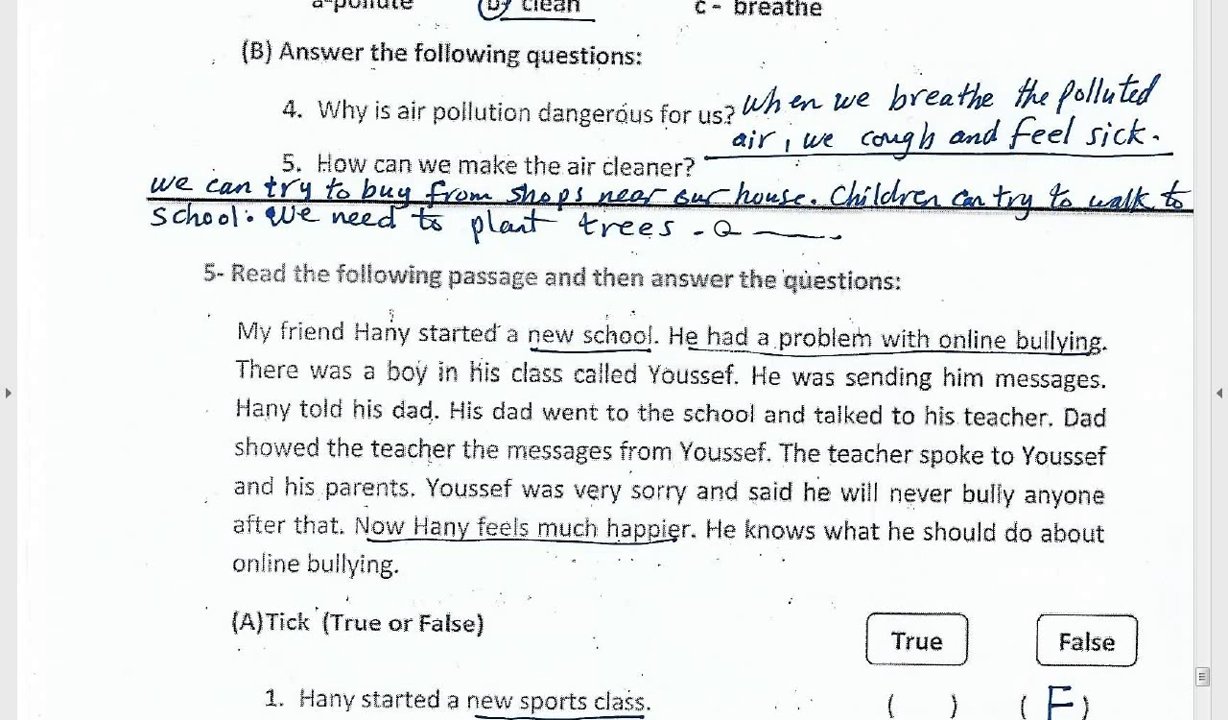 a-pollute b) clean c - breathe
(B) Answer the following questions:
4. Why is air pollution dangerous for us? When we breathe the polluted
air, we cough and feel sick.
5. How can we make the air cleaner?
we can try to buy from shops near our house. Children can try to walk to
school. We need to plant trees.
5- Read the following passage and then answer the questions:
My friend Hany started a new school. He had a problem with online bullying.
There was a boy in his class called Youssef. He was sending him messages.
Hany told his dad. His dad went to the school and talked to his teacher. Dad
showed the teacher the messages from Youssef. The teacher spoke to Youssef
and his parents. Youssef was very sorry and said he will never bully anyone
after that. Now Hany feels much happier. He knows what he should do about
online bullying.
(A)Tick (True or False) True False
1. Hany started a new sports class. ( ) ( F )